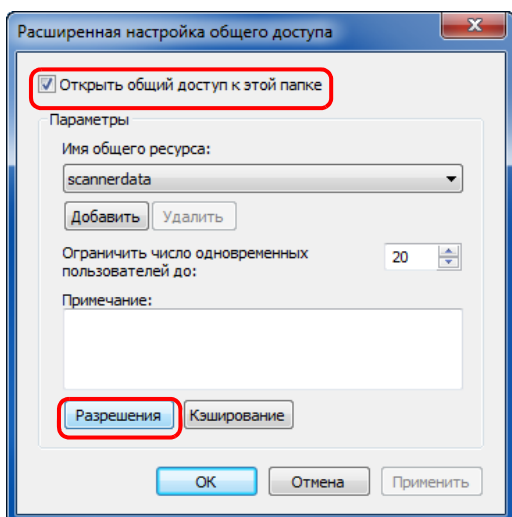 Расширенная настройка общего доступа
Открыть общий доступ к этой папке
Параметры
Имя общего ресурса:
scannerdata
Добавить Удалить
Ограничить число одновременных 20
пользователей до:
Примечание:
Разрешения Кэширование
ОК Отмена Применить